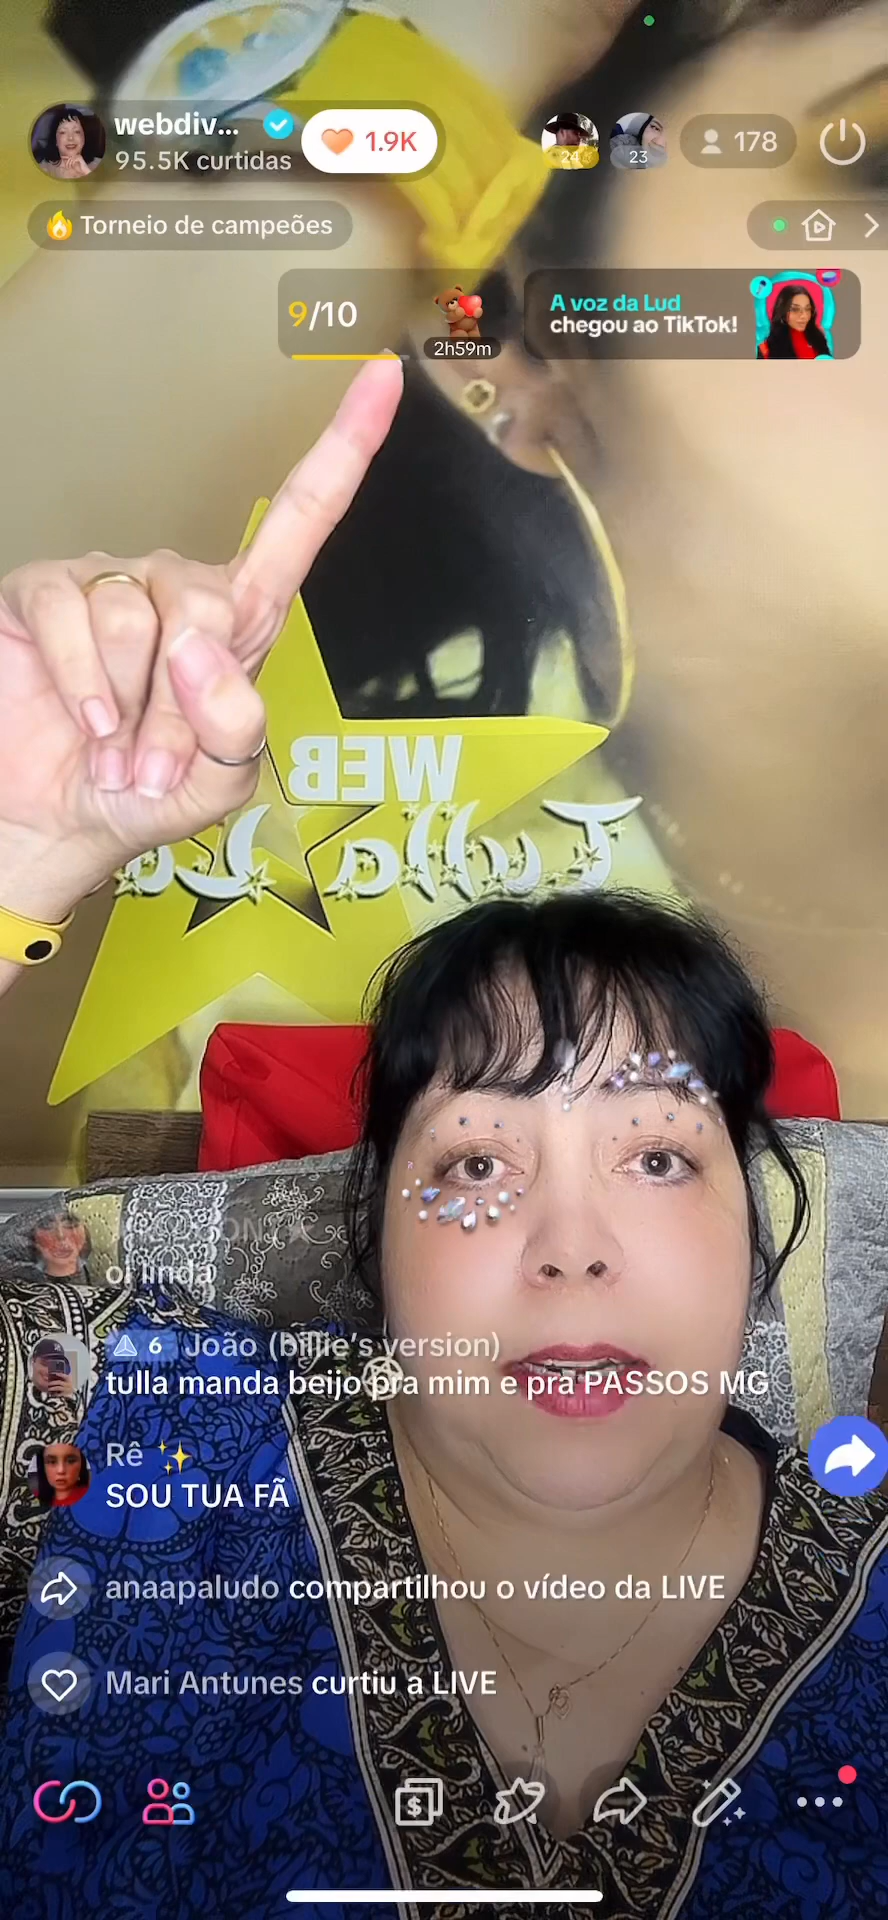 webdiv...
1.9K
95.5K curtidas
24
23
178
Torneio de campeões
9/10
2h59m
A voz da Lud
chegou ao TikTok!
WEB
Tulla
oi linda
6 João (billie's version)
tulla manda beijo pra mim e pra PASSOS MG
Rê
SOU TUA FÃ
anaapaludo compartilhou o vídeo da LIVE
Mari Antunes curtiu a LIVE